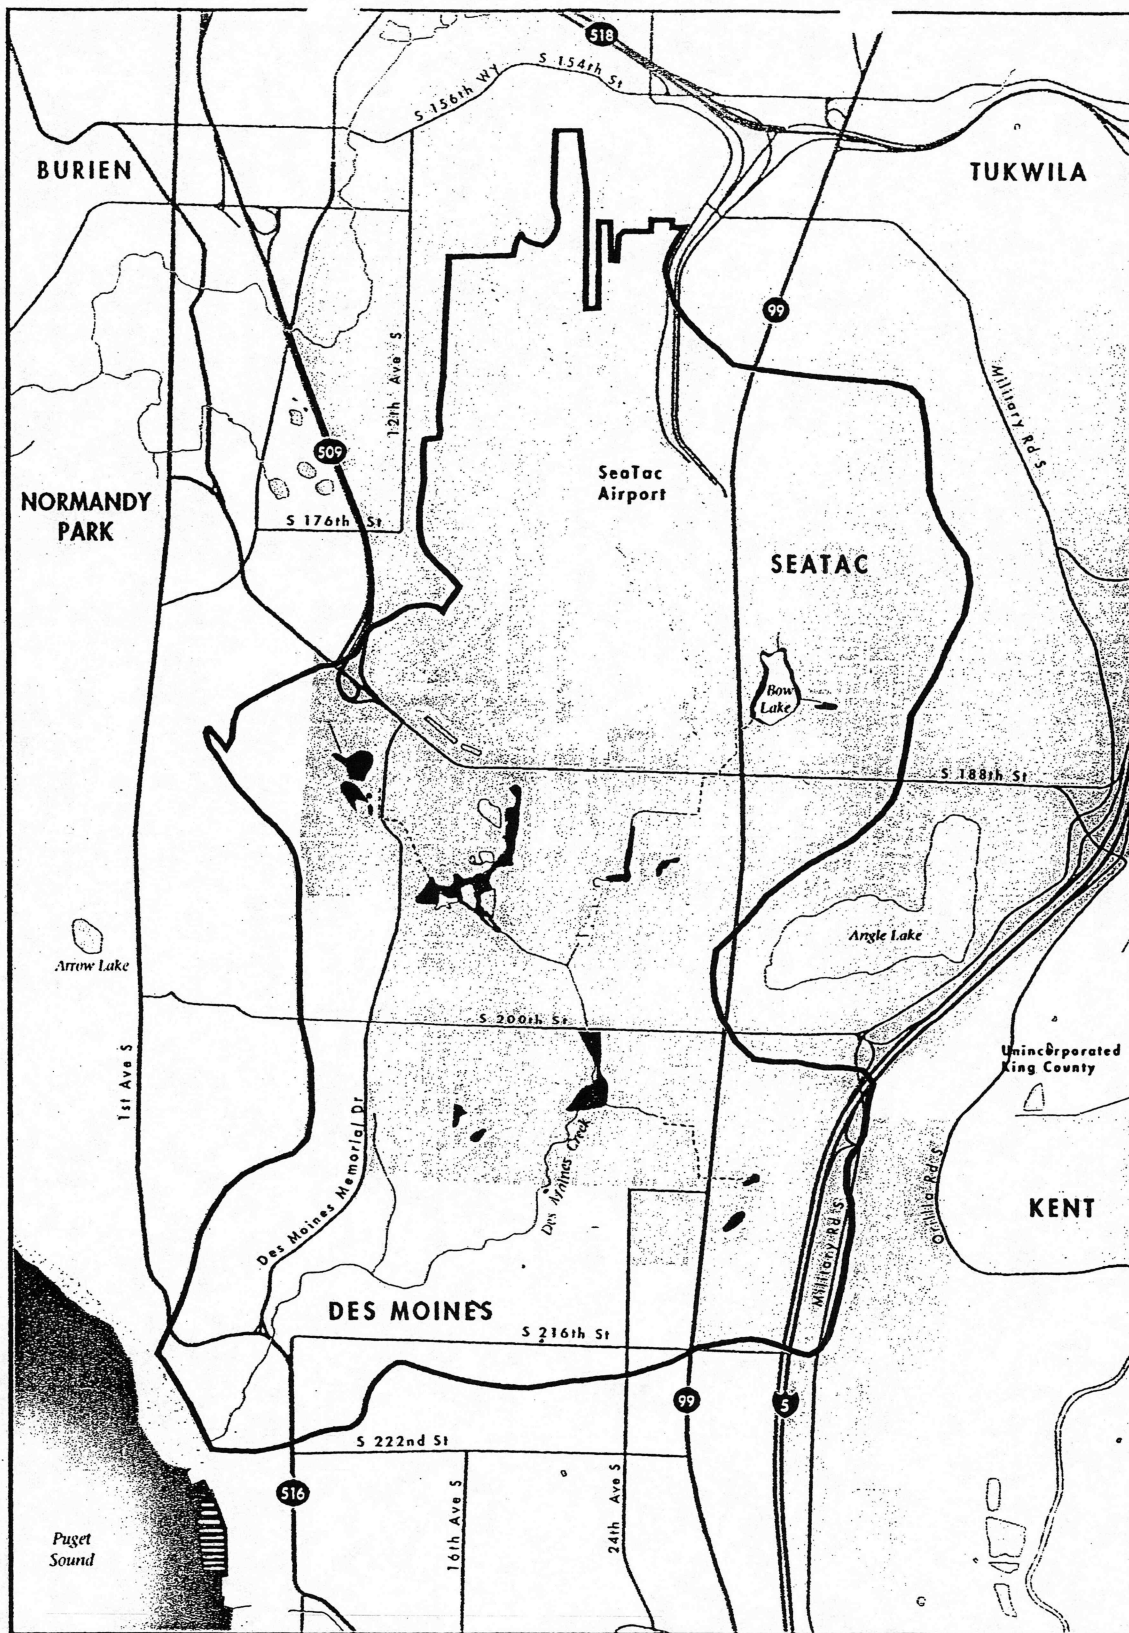 518
S 154th St
S 156th WY
BURIEN
TUKWILA
99
12th Ave S
Military Rd S
509
SeaTac
Airport
NORMANDY
PARK
S 176th St
SEATAC
Bow
Lake
S 188th St
Angle Lake
Arrow Lake
S 200th St
Unincorporated
King County
1st Ave S
Des Moines Memorial Dr
Des Moines Creek
Military Rd S
Orillia Rd S
KENT
DES MOINES
S 216th St
99
5
S 222nd St
516
16th Ave S
24th Ave S
Puget
Sound